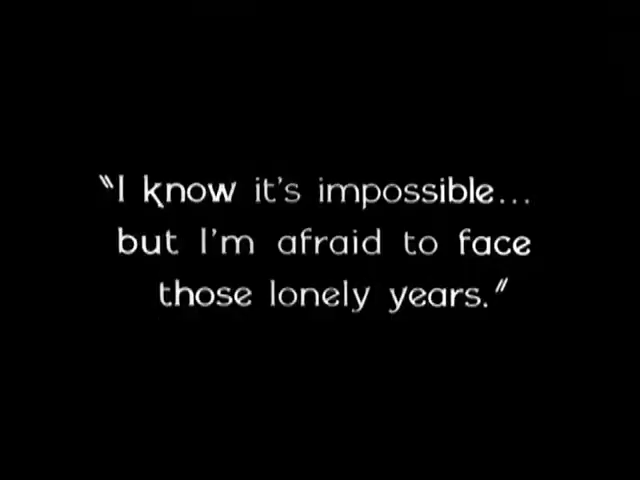 "I know it's impossible...
but I'm afraid to face
those lonely years."